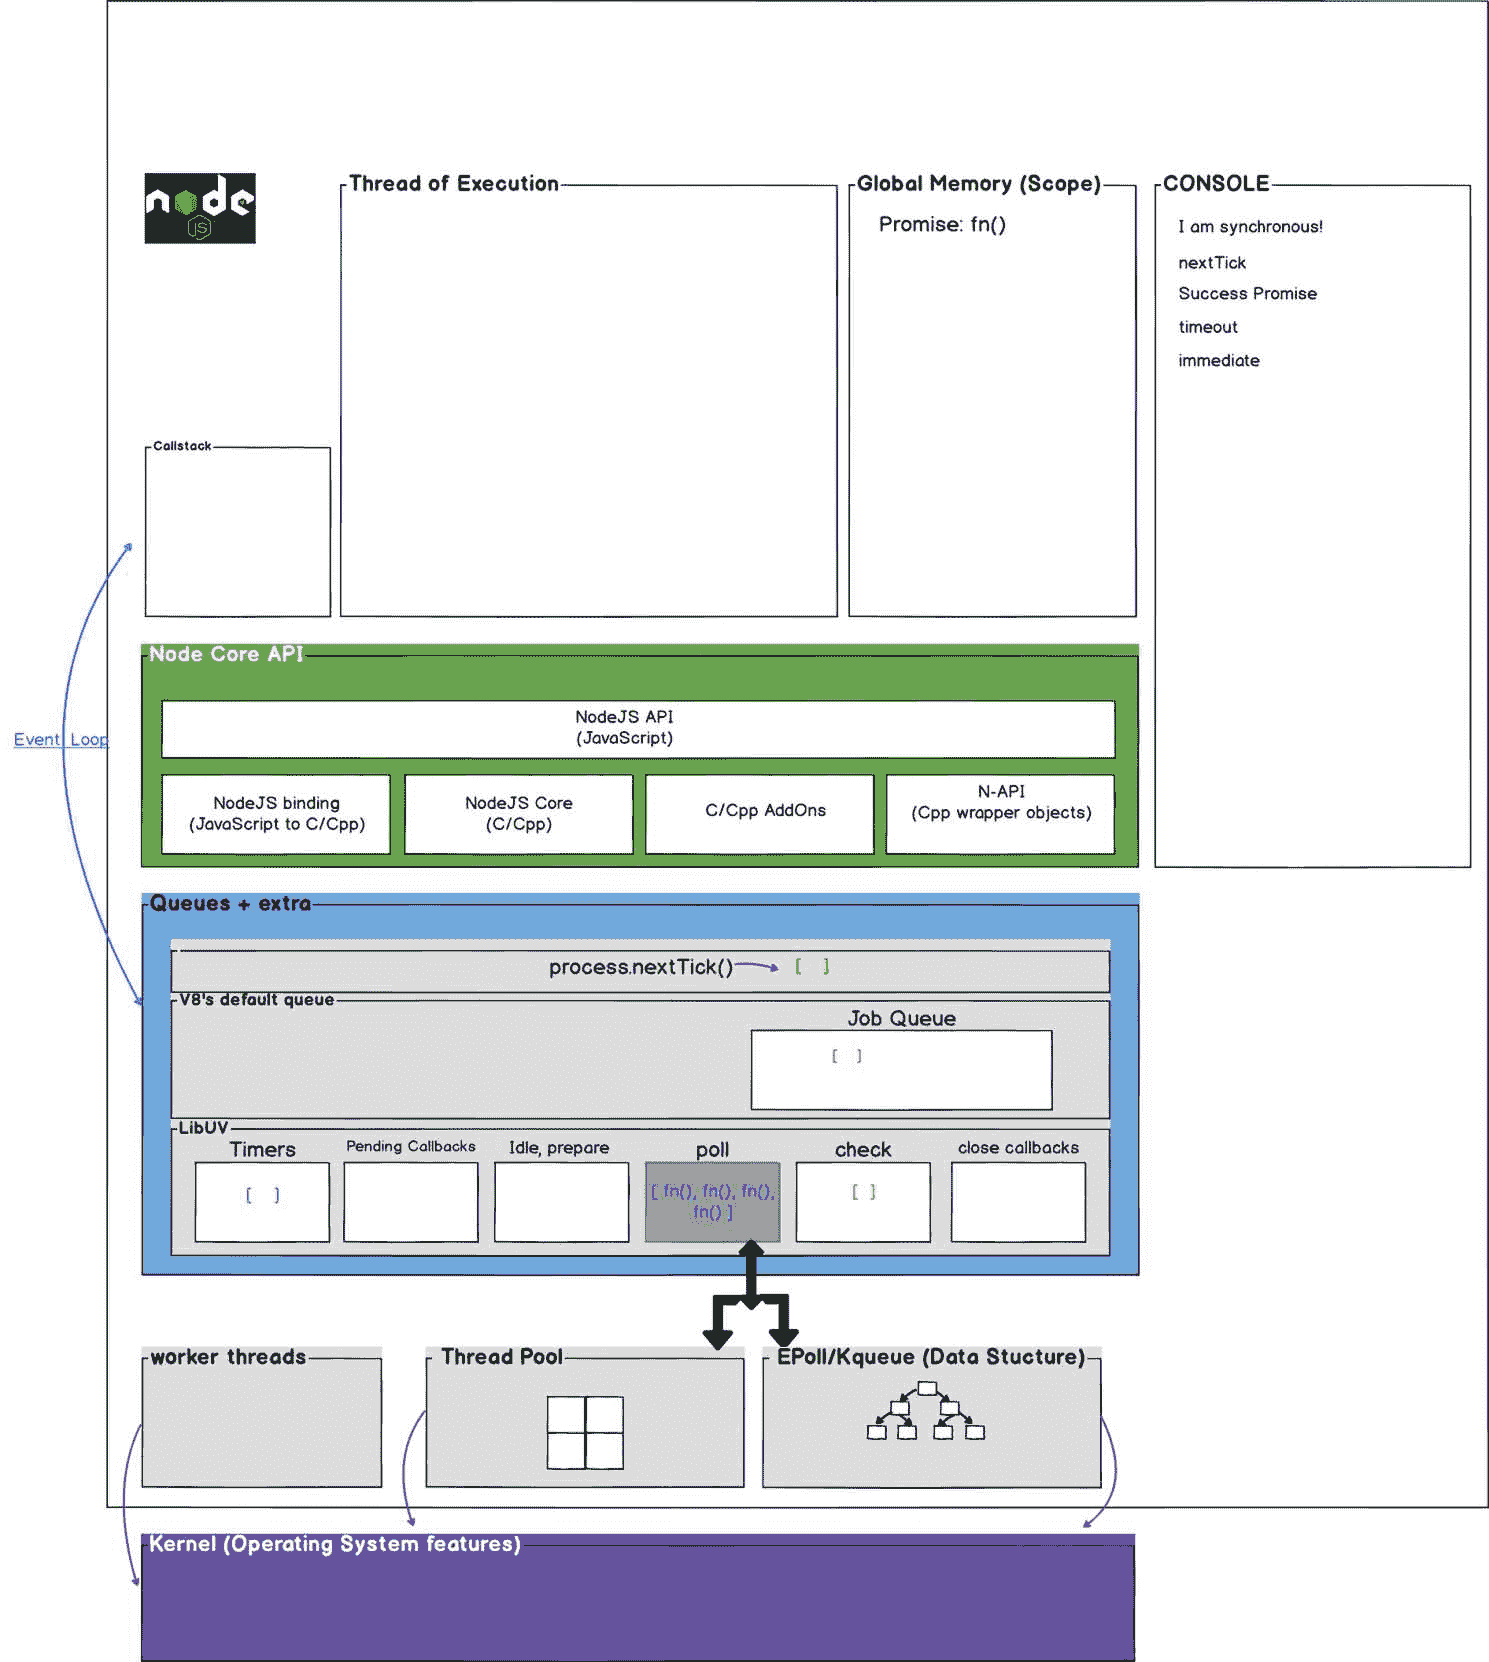 node
JS
Thread of Execution
Global Memory (Scope)
Promise: fn()
CONSOLE
I am synchronous!
nextTick
Success Promise
timeout
immediate
Callstack
Event Loop
Node Core API
NodeJS API
(JavaScript)
NodeJS binding
(JavaScript to C/Cpp)
NodeJS Core
(C/Cpp)
C/Cpp AddOns
N-API
(Cpp wrapper objects)
Queues + extra
process.nextTick() [ ]
V8's default queue
Job Queue
[ ]
LibUV
Timers
[ ]
Pending Callbacks
Idle, prepare
poll
[ fn(), fn(), fn(),
fn() ]
check
[ ]
close callbacks
worker threads
Thread Pool
EPoll/Kqueue (Data Stucture)
Kernel (Operating System features)